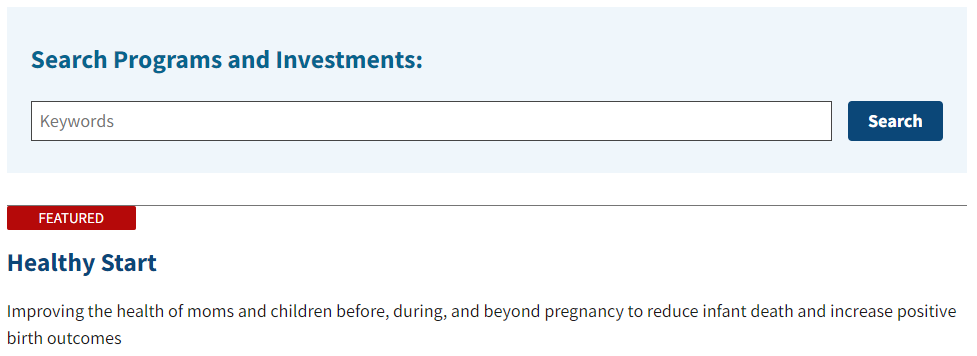 Search Programs and Investments:
Keywords
Search
FEATURED
Healthy Start
Improving the health of moms and children before, during, and beyond pregnancy to reduce infant death and increase positive
birth outcomes